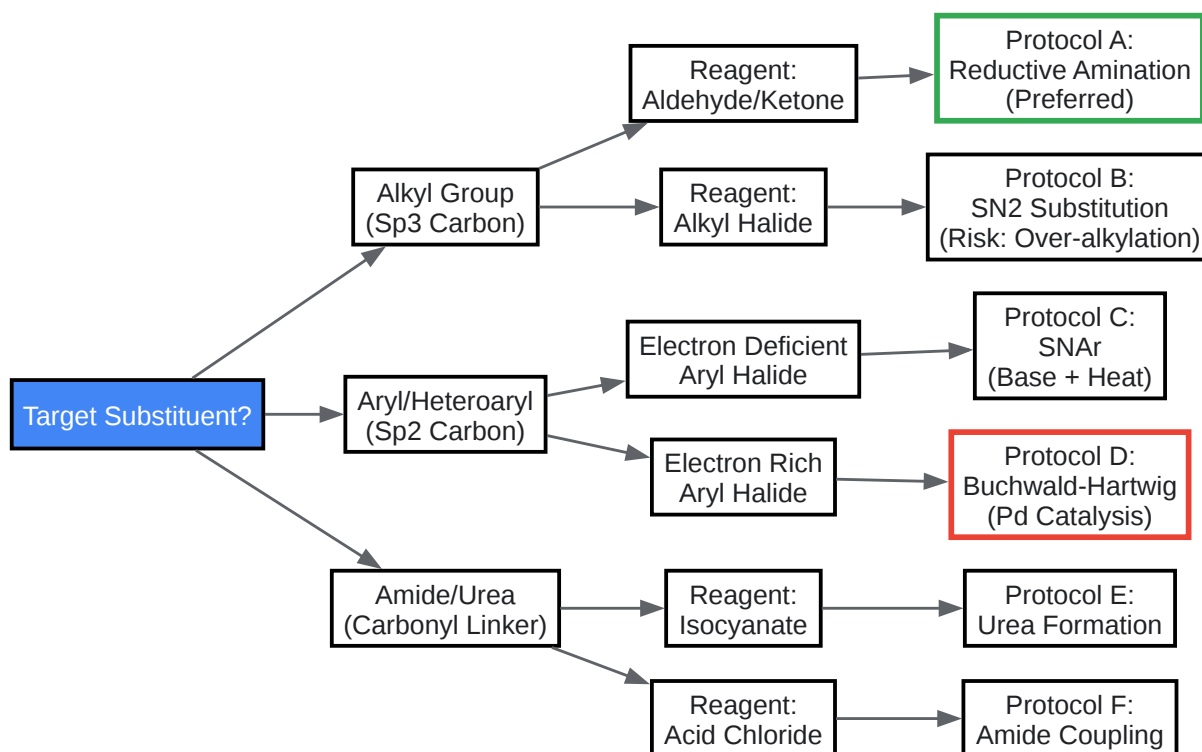 Target Substituent?
Alkyl Group
(Sp3 Carbon)
Reagent:
Aldehyde/Ketone
Protocol A:
Reductive Amination
(Preferred)
Reagent:
Alkyl Halide
Protocol B:
SN2 Substitution
(Risk: Over-alkylation)
Aryl/Heteroaryl
(Sp2 Carbon)
Electron Deficient
Aryl Halide
Protocol C:
SNAr
(Base + Heat)
Electron Rich
Aryl Halide
Protocol D:
Buchwald-Hartwig
(Pd Catalysis)
Amide/Urea
(Carbonyl Linker)
Reagent:
Isocyanate
Protocol E:
Urea Formation
Reagent:
Acid Chloride
Protocol F:
Amide Coupling